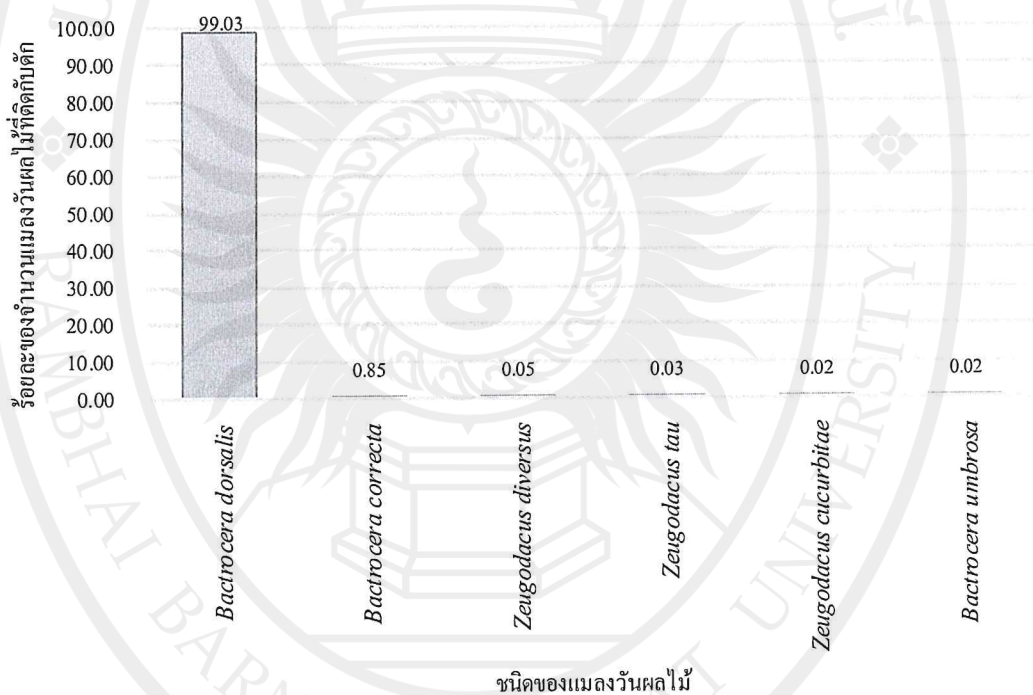 ร้อยละของจำนวนแมลงวันผลไม้ที่ติดกับดัก
100.00
90.00
80.00
70.00
60.00
50.00
40.00
30.00
20.00
10.00
0.00
99.03
0.85
0.05
0.03
0.02
0.02
Bactrocera dorsalis
Bactrocera correcta
Zeugodacus diversus
Zeugodacus tau
Zeugodacus cucurbitae
Bactrocera umbrosa
ชนิดของแมลงวันผลไม้
RAMBHAI BARN
UNIVERSITY